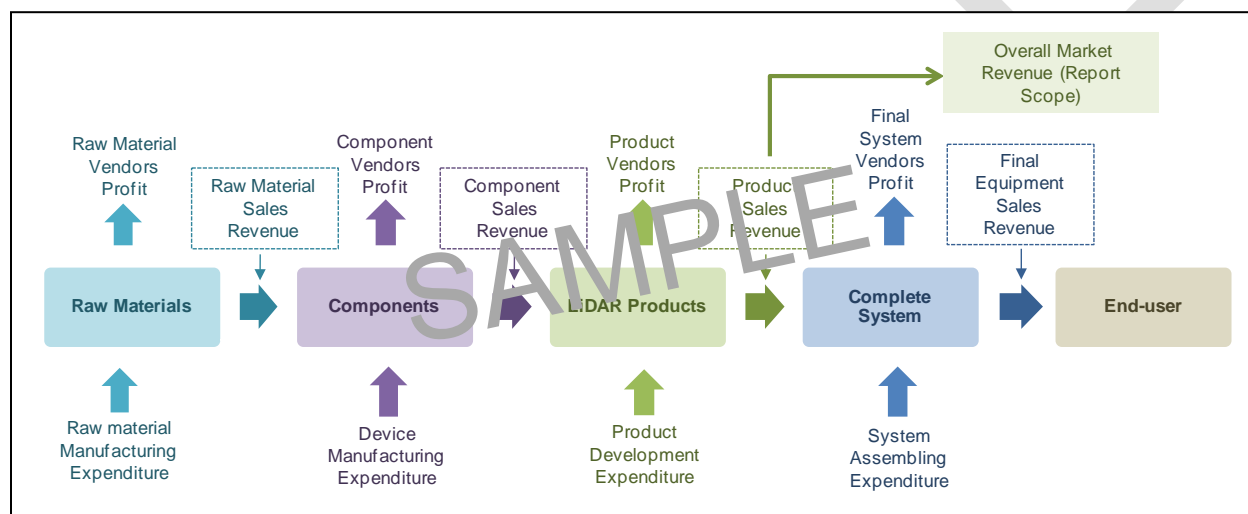 Overall Market
Revenue (Report
Scope)
Raw Material
Vendors
Profit
Raw Material
Sales
Revenue
Component
Vendors
Profit
Component
Sales
Revenue
Product
Vendors
Profit
Product
Sales
Revenue
Final
System
Vendors
Profit
Final
Equipment
Sales
Revenue
SAMPLE
Raw Materials
Components
LiDAR Products
Complete
System
End-user
Raw material
Manufacturing
Expenditure
Device
Manufacturing
Expenditure
Product
Development
Expenditure
System
Assembling
Expenditure